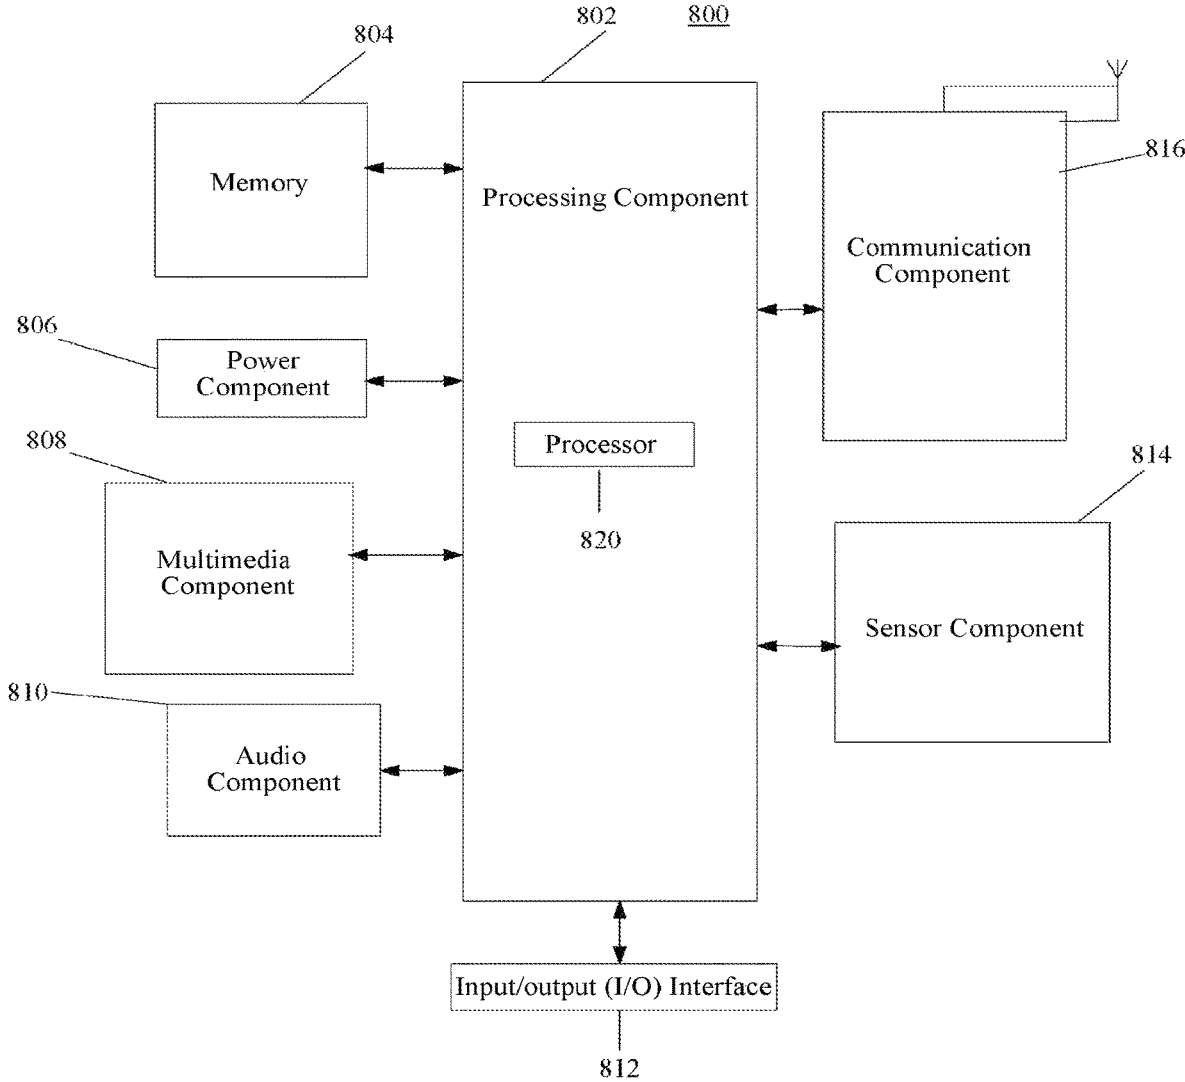 802
800
804
Memory
Processing Component
816
Communication
Component
806
Power
Component
808
Processor
820
814
Multimedia
Component
Sensor Component
810
Audio
Component
Input/output (I/O) Interface
812